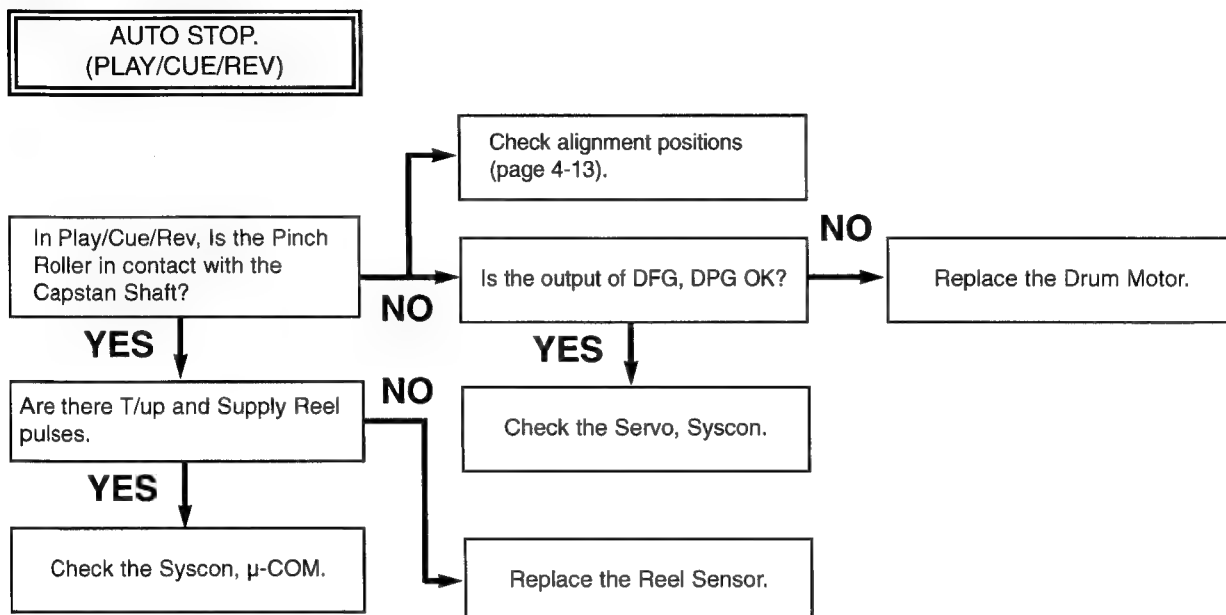 AUTO STOP.
(PLAY/CUE/REV)
Check alignment positions
(page 4-13).
In Play/Cue/Rev, Is the Pinch
Roller in contact with the
Capstan Shaft?
NO
Is the output of DFG, DPG OK?
NO
Replace the Drum Motor.
YES
YES
Are there T/up and Supply Reel
pulses.
NO
Check the Servo, Syscon.
YES
Check the Syscon, µ-COM.
Replace the Reel Sensor.